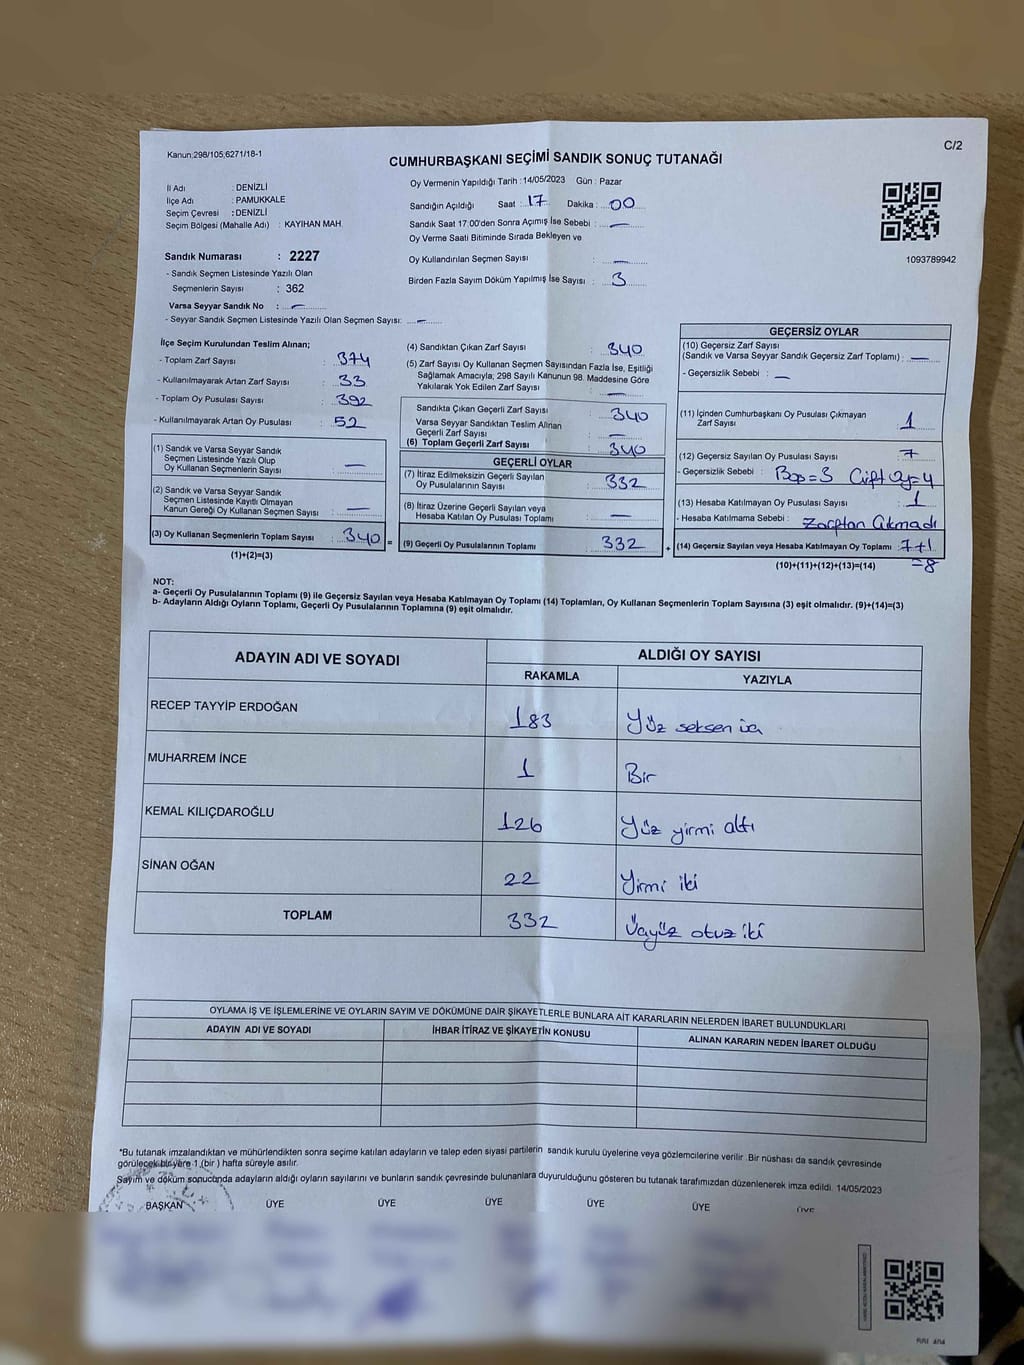 Kanun:298/105;6271/18-1
C/2
CUMHURBAŞKANI SEÇİMİ SANDIK SONUÇ TUTANAĞI
İl Adı : DENİZLİ
İlçe Adı : PAMUKKALE
Seçim Çevresi : DENİZLİ
Seçim Bölgesi (Mahalle Adı) : KAYIHAN MAH
Oy Vermenin Yapıldığı Tarih : 14/05/2023 Gün : Pazar
Sandığın Açıldığı Saat : 17 Dakika : 00
Sandık Saat 17:00'den Sonra Açımış İse Sebebi : —
Oy Verme Saati Bitiminde Sırada Bekleyen ve
Oy Kullandırılan Seçmen Sayısı : —
Birden Fazla Sayım Döküm Yapılmış İse Sayısı : 3
1093789942
Sandık Numarası : 2227
- Sandık Seçmen Listesinde Yazılı Olan
Seçmenlerin Sayısı : 362
Varsa Seyyar Sandık No : —
- Seyyar Sandık Seçmen Listesinde Yazılı Olan Seçmen Sayısı: —
İlçe Seçim Kurulundan Teslim Alınan;
- Toplam Zarf Sayısı : 374
- Kullanılmayarak Artan Zarf Sayısı : 33
- Toplam Oy Pusulası Sayısı : 392
- Kullanılmayarak Artan Oy Pusulası : 52
(1) Sandık ve Varsa Seyyar Sandık
Seçmen Listesinde Yazılı Olup
Oy Kullanan Seçmenlerin Sayısı : —
(2) Sandık ve Varsa Seyyar Sandık
Seçmen Listesinde Kayıtlı Olmayan
Kanun Gereği Oy Kullanan Seçmen Sayısı : —
(3) Oy Kullanan Seçmenlerin Toplam Sayısı : 340 =
(1)+(2)=(3)
(4) Sandıktan Çıkan Zarf Sayısı : 340
(5) Zarf Sayısı Oy Kullanan Seçmen Sayısından Fazla İse, Eşitliği
Sağlamak Amacıyla; 298 Sayılı Kanunun 98. Maddesine Göre
Yakılarak Yok Edilen Zarf Sayısı : —
Sandıkta Çıkan Geçerli Zarf Sayısı : 340
Varsa Seyyar Sandıktan Teslim Alınan
Geçerli Zarf Sayısı : —
(6) Toplam Geçerli Zarf Sayısı : 340
GEÇERLİ OYLAR
(7) İtiraz Edilmeksizin Geçerli Sayılan
Oy Pusulalarının Sayısı : 332
(8) İtiraz Üzerine Geçerli Sayılan veya
Hesaba Katılan Oy Pusulası Toplamı : —
(9) Geçerli Oy Pusulalarının Toplamı : 332 +
GEÇERSİZ OYLAR
(10) Geçersiz Zarf Sayısı
(Sandık ve Varsa Seyyar Sandık Geçersiz Zarf Toplamı) : —
- Geçersizlik Sebebi : —
(11) İçinden Cumhurbaşkanı Oy Pusulası Çıkmayan
Zarf Sayısı : 1
(12) Geçersiz Sayılan Oy Pusulası Sayısı : 7
- Geçersizlik Sebebi : Boş=3 Çift oy=4
(13) Hesaba Katılmayan Oy Pusulası Sayısı : 1
- Hesaba Katılmama Sebebi : Zarftan Çıkmadı
(14) Geçersiz Sayılan veya Hesaba Katılmayan Oy Toplamı : 7+1
(10)+(11)+(12)+(13)=(14) =8
NOT:
a- Geçerli Oy Pusulalarının Toplamı (9) ile Geçersiz Sayılan veya Hesaba Katılmayan Oy Toplamı (14) Toplamları, Oy Kullanan Seçmenlerin Toplam Sayısına (3) eşit olmalıdır. (9)+(14)=(3)
b- Adayların Aldığı Oyların Toplamı, Geçerli Oy Pusulalarının Toplamına (9) eşit olmalıdır.
ADAYIN ADI VE SOYADI ALDIĞI OY SAYISI
RAKAMLA YAZIYLA
RECEP TAYYİP ERDOĞAN 183 Yüz seksen üç
MUHARREM İNCE 1 Bir
KEMAL KILIÇDAROĞLU 126 Yüz yirmi altı
SİNAN OĞAN 22 Yirmi iki
TOPLAM 332 Üçyüz otuz iki
OYLAMA İŞ VE İŞLEMLERİNE VE OYLARIN SAYIM VE DÖKÜMÜNE DAİR ŞİKAYETLERLE BUNLARA AİT KARARLARIN NELERDEN İBARET BULUNDUKLARI
ADAYIN ADI VE SOYADI İHBAR İTİRAZ VE ŞİKAYETİN KONUSU ALINAN KARARIN NEDEN İBARET OLDUĞU
*Bu tutanak imzalandıktan ve mühürlendikten sonra seçime katılan adayların ve talep eden siyasi partilerin sandık kurulu üyelerine veya gözlemcilerine verilir. Bir nüshası da sandık çevresinde
görülecek bir yere 1 (bir) hafta süreyle asılır.
Sayım ve döküm sonucunda adayların aldığı oyların sayılarını ve bunların sandık çevresinde bulunanlara duyurulduğunu gösteren bu tutanak tarafımızdan düzenlenerek imza edildi. 14/05/2023
BAŞKAN ÜYE ÜYE ÜYE ÜYE ÜYE ÜYE